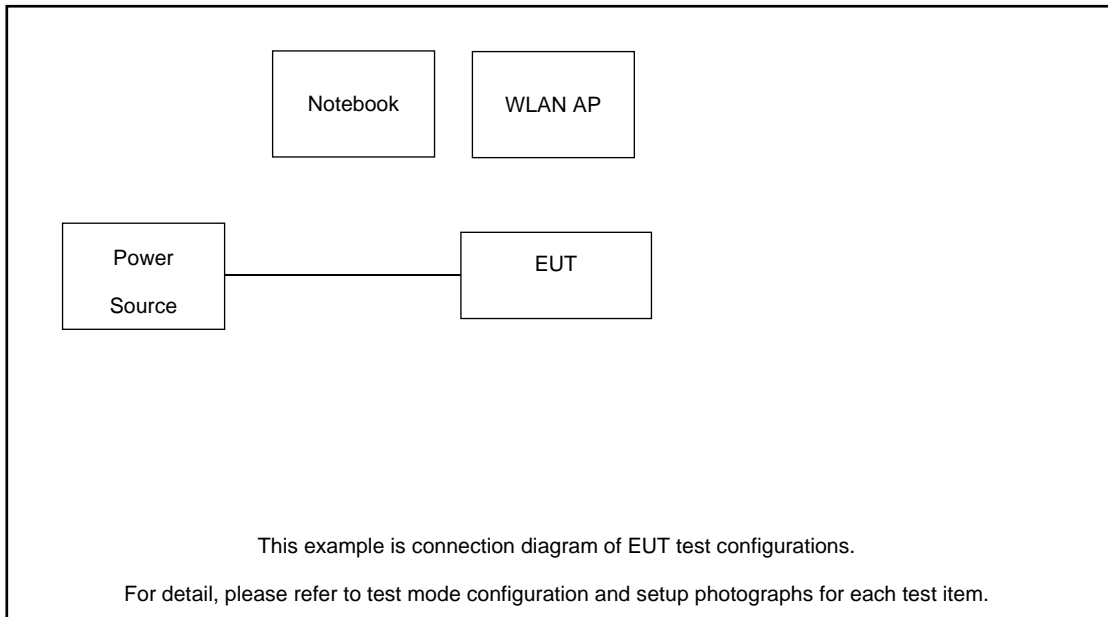 Notebook
WLAN AP
Power
Source
EUT
This example is connection diagram of EUT test configurations.
For detail, please refer to test mode configuration and setup photographs for each test item.